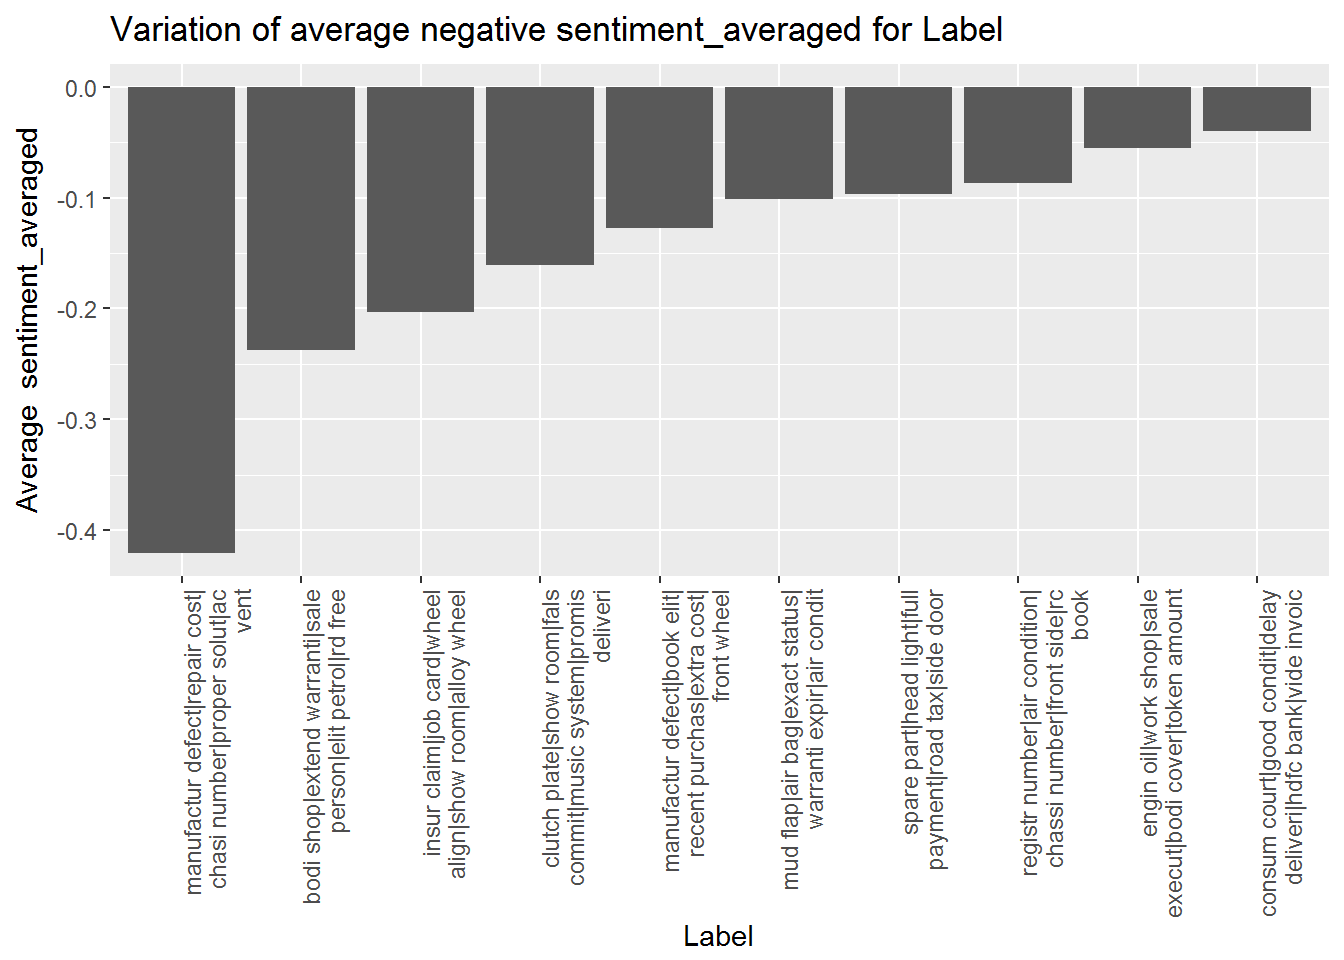 Variation of average negative sentiment_averaged for Label
Average  sentiment_averaged
0.0
-0.1
-0.2
-0.3
-0.4
manufactur defect|repair cost|
chasi number|proper solut|ac
vent
bodi shop|extend warranti|sale
person|elit petrol|rd free
insur claim|job card|wheel
align|show room|alloy wheel
clutch plate|show room|fals
commit|music system|promis
deliveri
manufactur defect|book elit|
recent purchas|extra cost|
front wheel
mud flap|air bag|exact status|
warranti expir|air condit
spare part|head light|full
payment|road tax|side door
registr number|air condition|
chassi number|front side|rc
book
engin oil|work shop|sale
execut|bodi cover|token amount
consum court|good condit|delay
deliveri|hdfc bank|vide invoic
Label